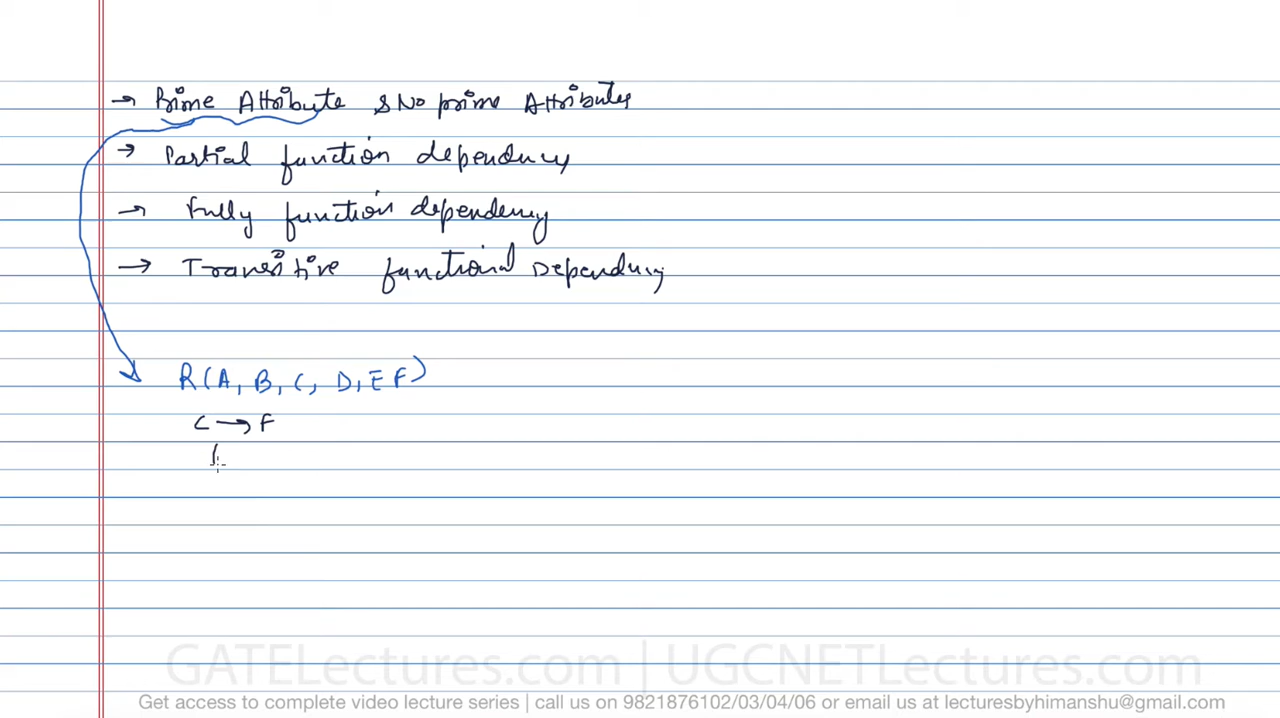 → Prime Attribute & No prime Attributes
→ Partial function dependency
→ Fully function dependency
→ Transitive functional Dependency
R(A, B, C, D, E F)
C → F
GATELectures.com | UGCNETLectures.com
Get access to complete video lecture series | call us on 9821876102/03/04/06 or email us at lecturesbyhimanshu@gmail.com